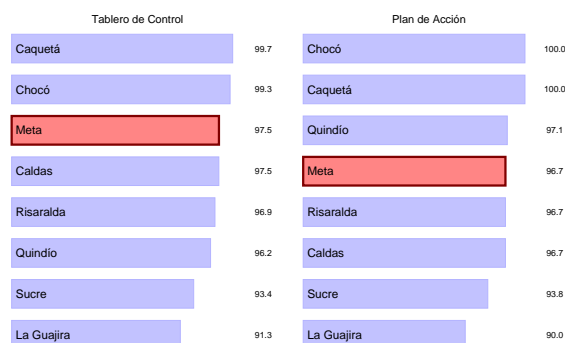 Tablero de Control
Caquetá 99.7
Chocó 99.3
Meta 97.5
Caldas 97.5
Risaralda 96.9
Quindío 96.2
Sucre 93.4
La Guajira 91.3
Plan de Acción
Chocó 100.0
Caquetá 100.0
Quindío 97.1
Meta 96.7
Risaralda 96.7
Caldas 96.7
Sucre 93.8
La Guajira 90.0